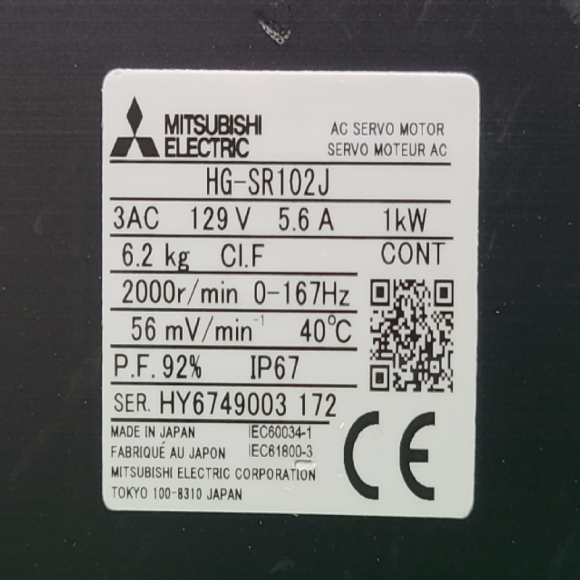 MITSUBISHI
ELECTRIC
AC SERVO MOTOR
SERVO MOTEUR AC
HG-SR102J
3AC 129 V 5.6 A 1kW
6.2 kg CI.F CONT
2000r/min 0-167Hz
56 mV/min⁻¹ 40°C
P.F. 92% IP67
SER. HY6749003 172
MADE IN JAPAN IEC60034-1
FABRIQUÉ AU JAPON IEC61800-3
MITSUBISHI ELECTRIC CORPORATION
TOKYO 100-8310 JAPAN
CE